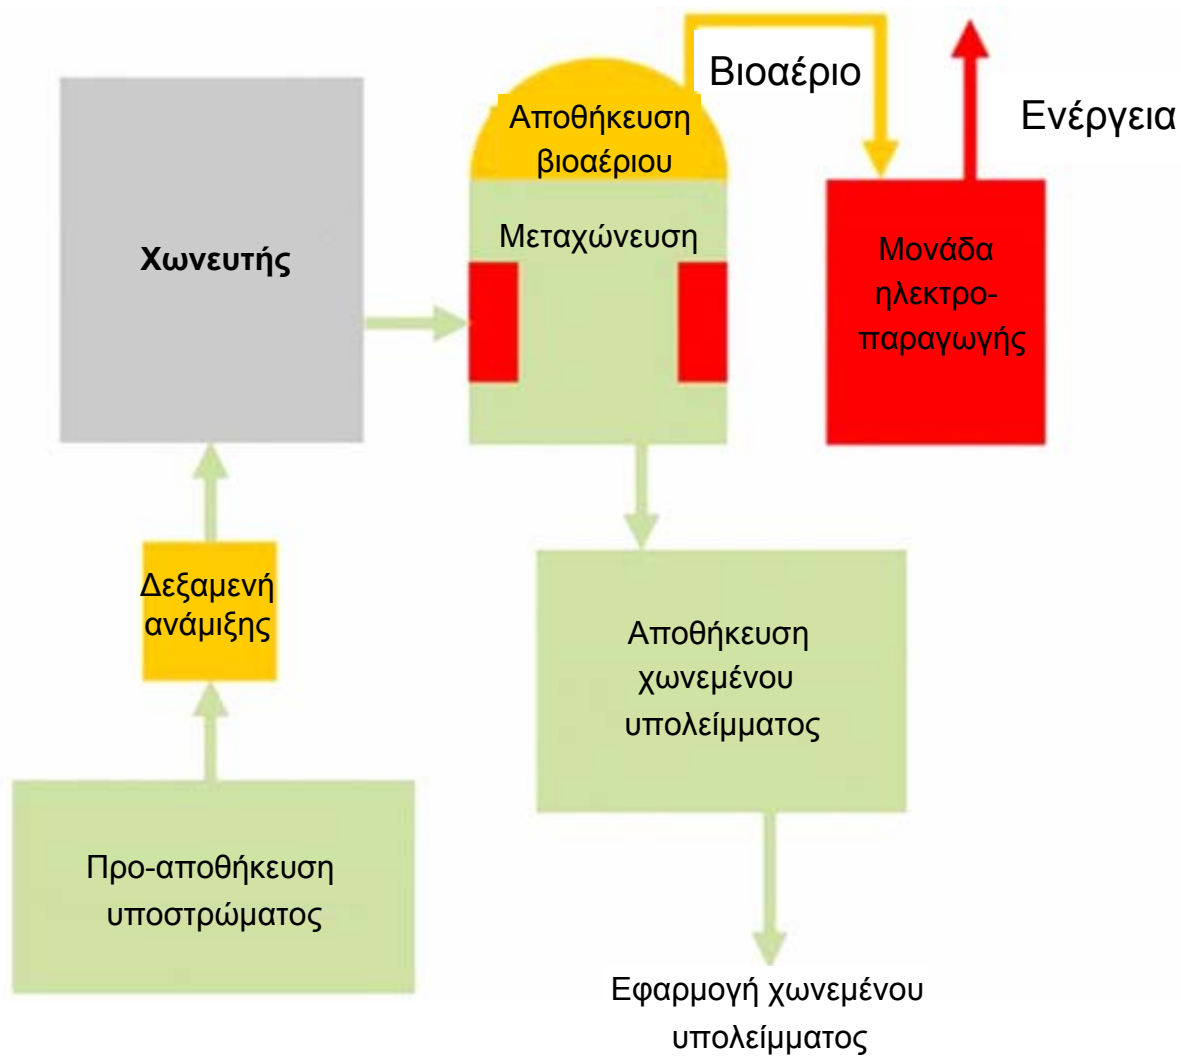 Βιοαέριο
Ενέργεια
Αποθήκευση
βιοαέριου
Μεταχώνευση
Χωνευτής
Μονάδα
ηλεκτρο-
παραγωγής
Δεξαμενή
ανάμιξης
Αποθήκευση
χωνεμένου
υπολείμματος
Προ-αποθήκευση
υποστρώματος
Εφαρμογή χωνεμένου
υπολείμματος